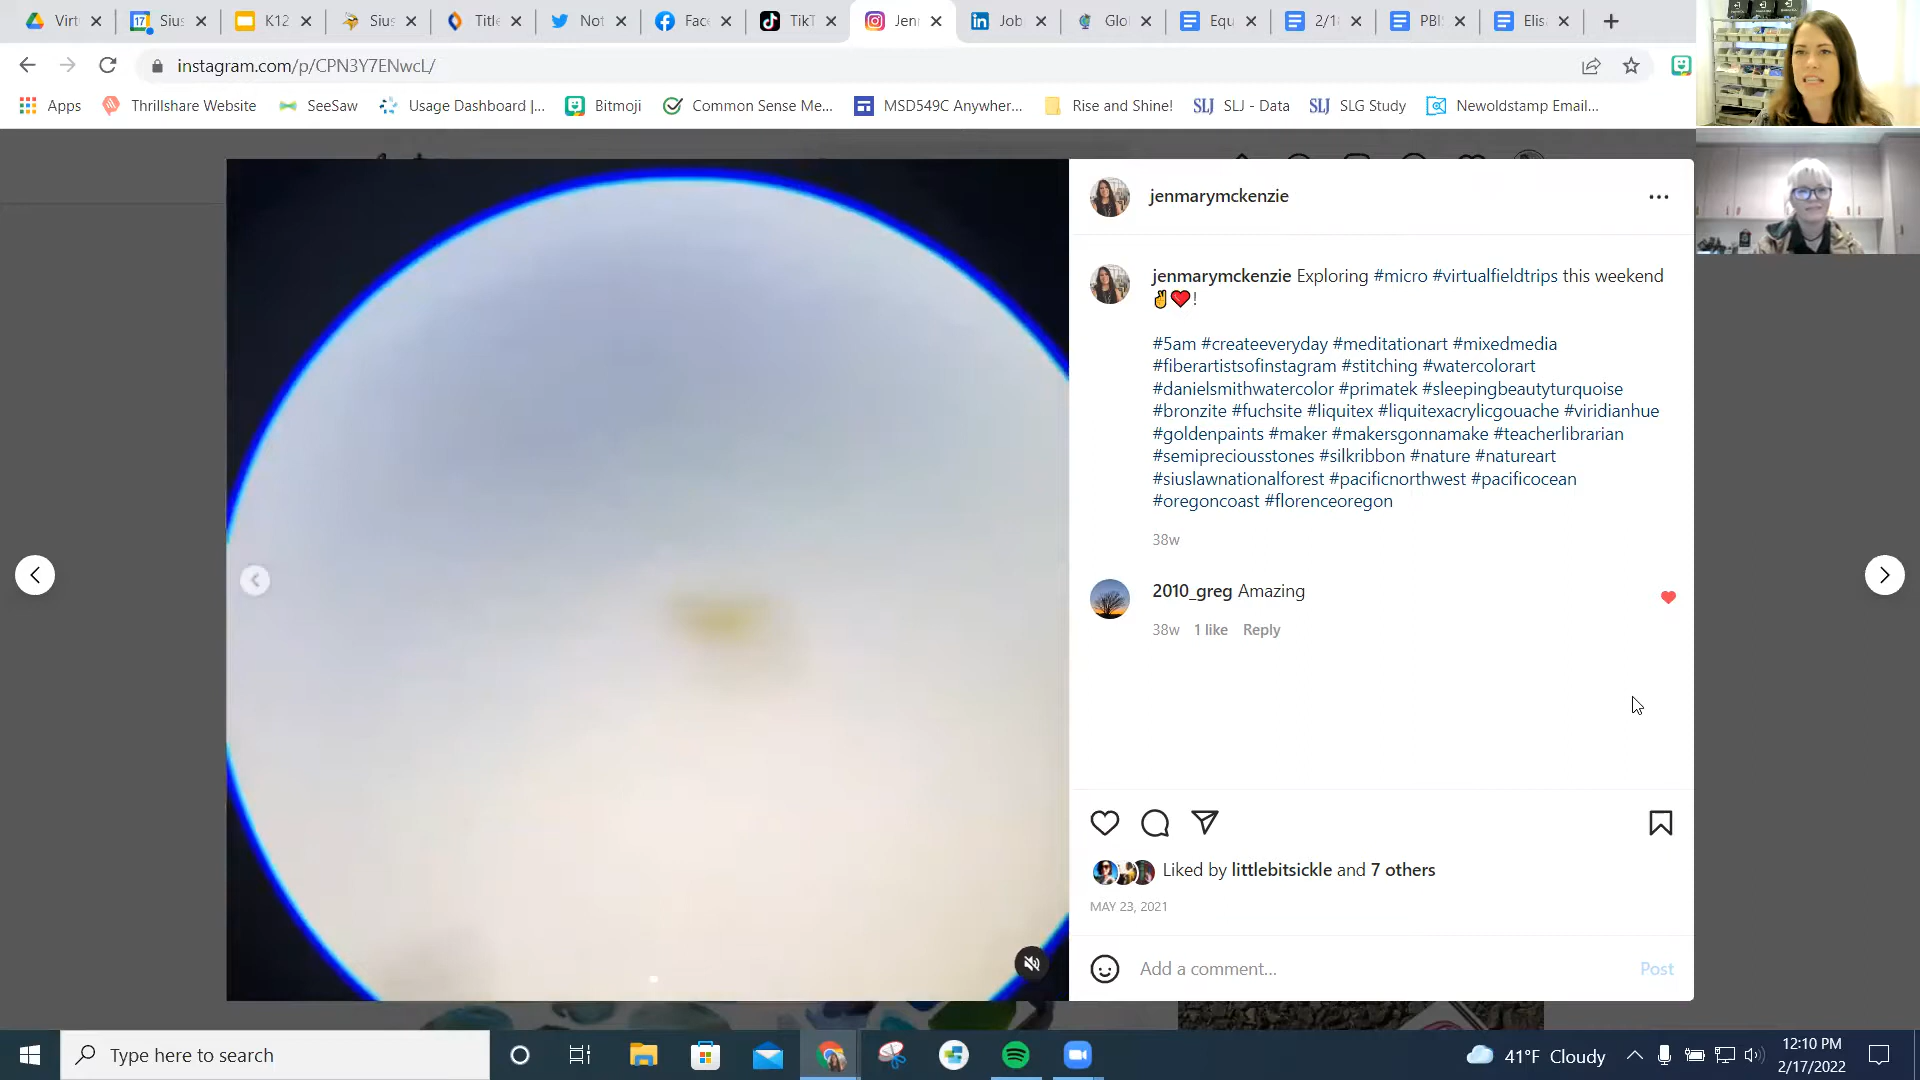 Virt
17 Sius
K12
Sius
Title
Not
Face
TikT
Jen
Job
Glo
Equ
2/1
PBI
Elis
instagram.com/p/CPN3Y7ENwcL/
Apps
Thrillshare Website
SeeSaw
Usage Dashboard |...
Bitmoji
Common Sense Me...
MSD549C Anywher...
Rise and Shine!
SLJ SLJ - Data
SLJ SLG Study
Newoldstamp Email...
jenmarymckenzie
jenmarymckenzie Exploring #micro #virtualfieldtrips this weekend
✌️❤️!
#5am #createeveryday #meditationart #mixedmedia
#fiberartistsofinstagram #stitching #watercolorart
#danielsmithwatercolor #primatek #sleepingbeautyturquoise
#bronzite #fuchsite #liquitex #liquitexacrylicgouache #viridianhue
#goldenpaints #maker #makersgonnamake #teacherlibrarian
#semipreciousstones #silkribbon #nature #natureart
#siuslawnationalforest #pacificnorthwest #pacificocean
#oregoncoast #florenceoregon
38w
2010_greg Amazing
38w 1 like Reply
Liked by littlebitsickle and 7 others
MAY 23, 2021
Add a comment...
Post
Type here to search
41°F Cloudy
12:10 PM
2/17/2022